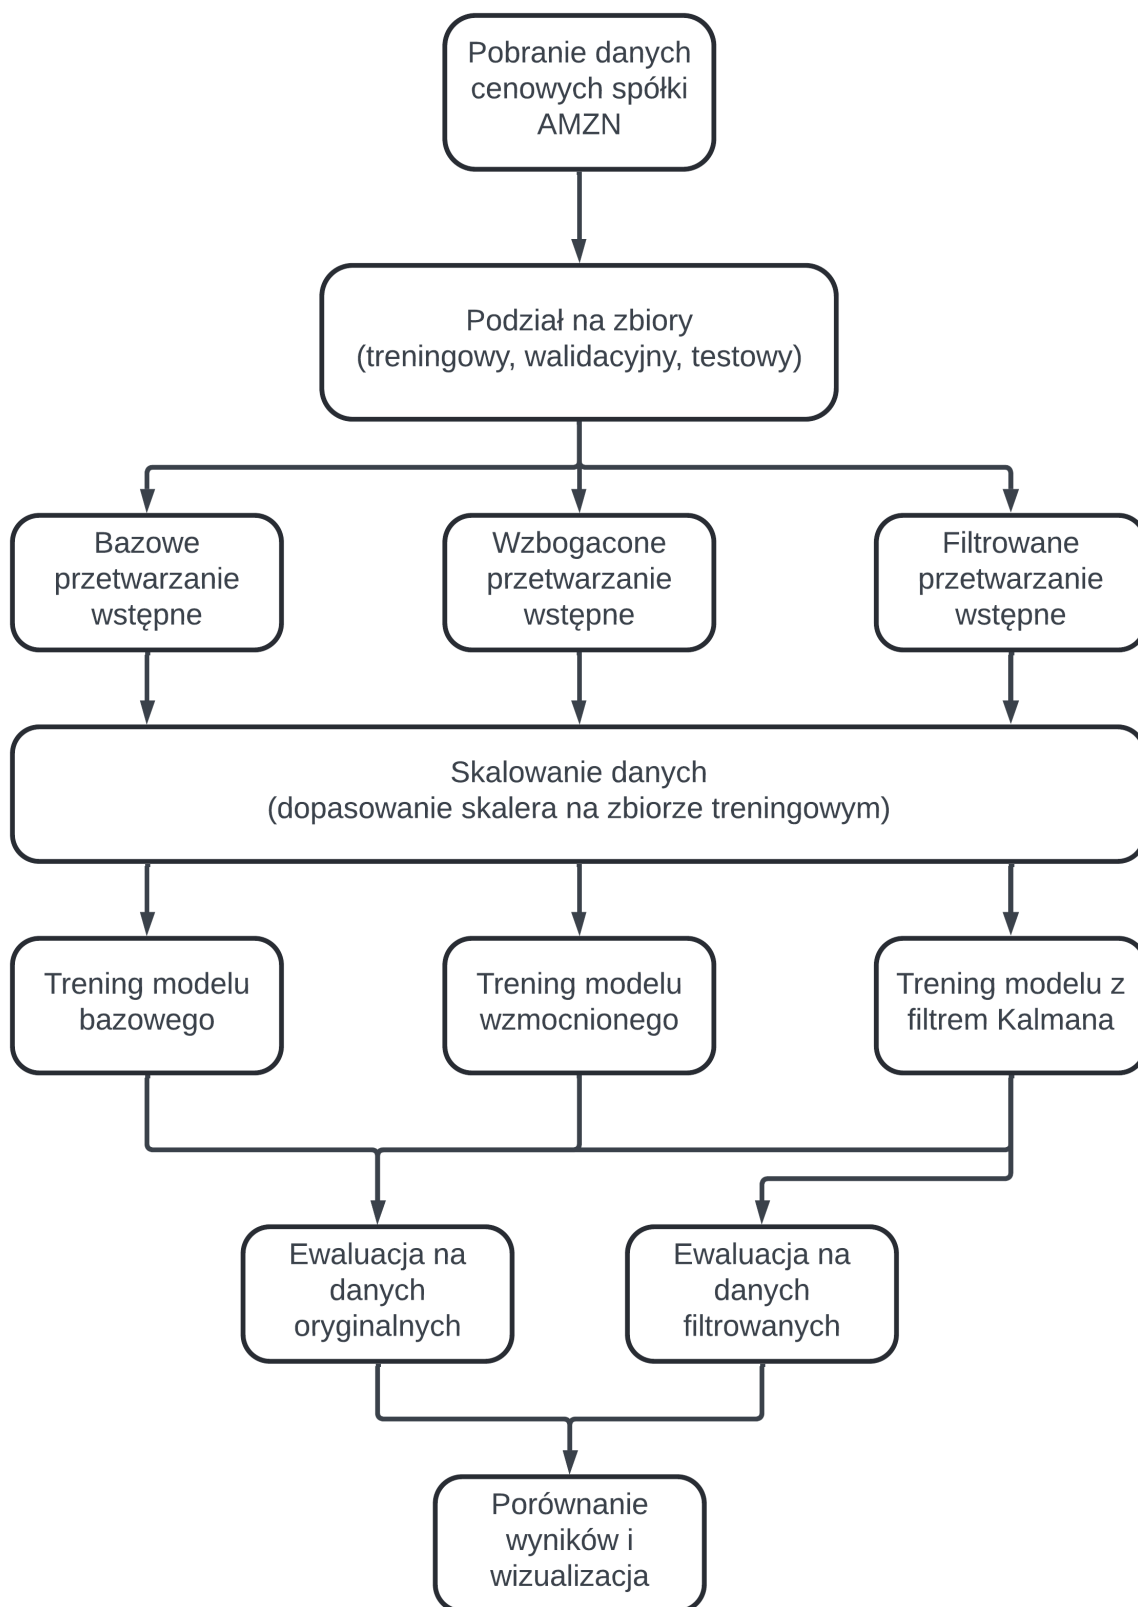 Pobranie danych
cenowych spółki
AMZN
Podział na zbiory
(treningowy, walidacyjny, testowy)
Bazowe
przetwarzanie
wstępne
Wzbogacone
przetwarzanie
wstępne
Filtrowane
przetwarzanie
wstępne
Skalowanie danych
(dopasowanie skalera na zbiorze treningowym)
Trening modelu
bazowego
Trening modelu
wzmocnionego
Trening modelu z
filtrem Kalmana
Ewaluacja na
danych
oryginalnych
Ewaluacja na
danych
filtrowanych
Porównanie
wyników i
wizualizacja